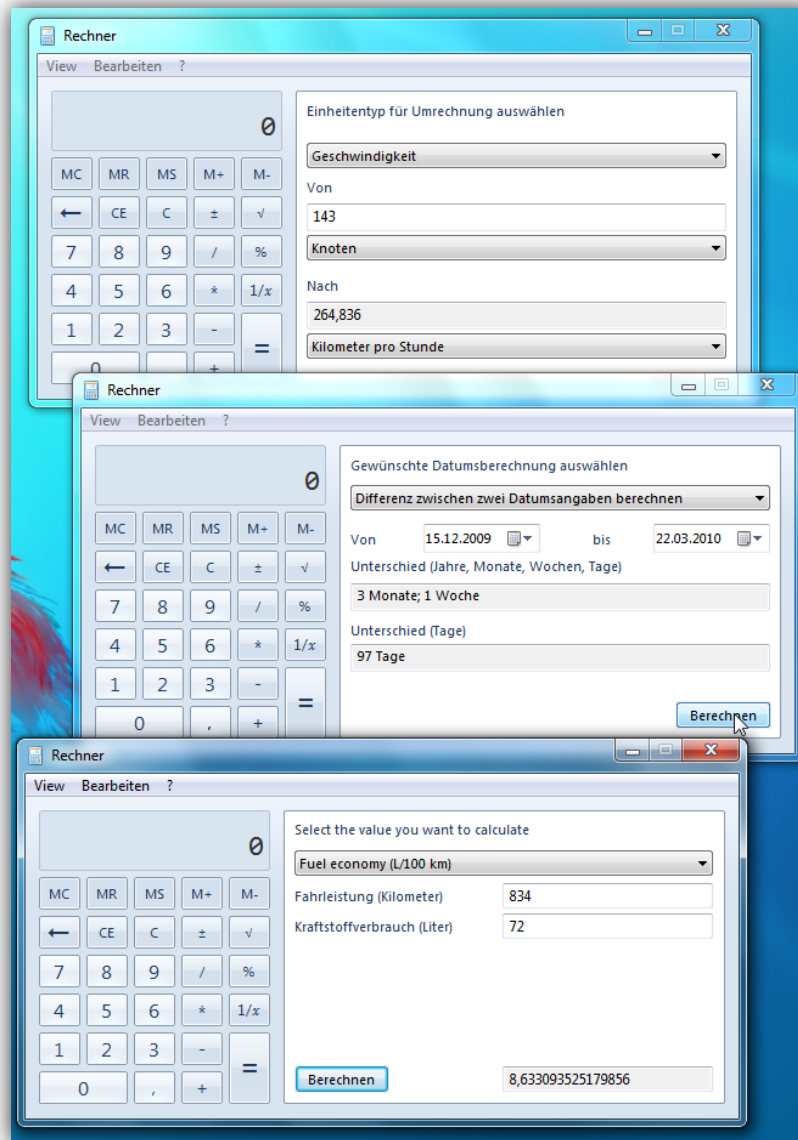 Rechner
View Bearbeiten ?
0
Einheitentyp für Umrechnung auswählen
Geschwindigkeit
Von
143
Knoten
Nach
264,836
Kilometer pro Stunde
MC MR MS M+ M-
← CE C ± √
7 8 9 / %
4 5 6 * 1/x
1 2 3 - =
0 +
Rechner
View Bearbeiten ?
0
Gewünschte Datumsberechnung auswählen
Differenz zwischen zwei Datumsangaben berechnen
Von 15.12.2009 bis 22.03.2010
Unterschied (Jahre, Monate, Wochen, Tage)
3 Monate; 1 Woche
Unterschied (Tage)
97 Tage
Berechnen
MC MR MS M+ M-
← CE C ± √
7 8 9 / %
4 5 6 * 1/x
1 2 3 - =
0 , +
Rechner
View Bearbeiten ?
0
Select the value you want to calculate
Fuel economy (L/100 km)
Fahrleistung (Kilometer) 834
Kraftstoffverbrauch (Liter) 72
Berechnen 8,633093525179856
MC MR MS M+ M-
← CE C ± √
7 8 9 / %
4 5 6 * 1/x
1 2 3 - =
0 , +